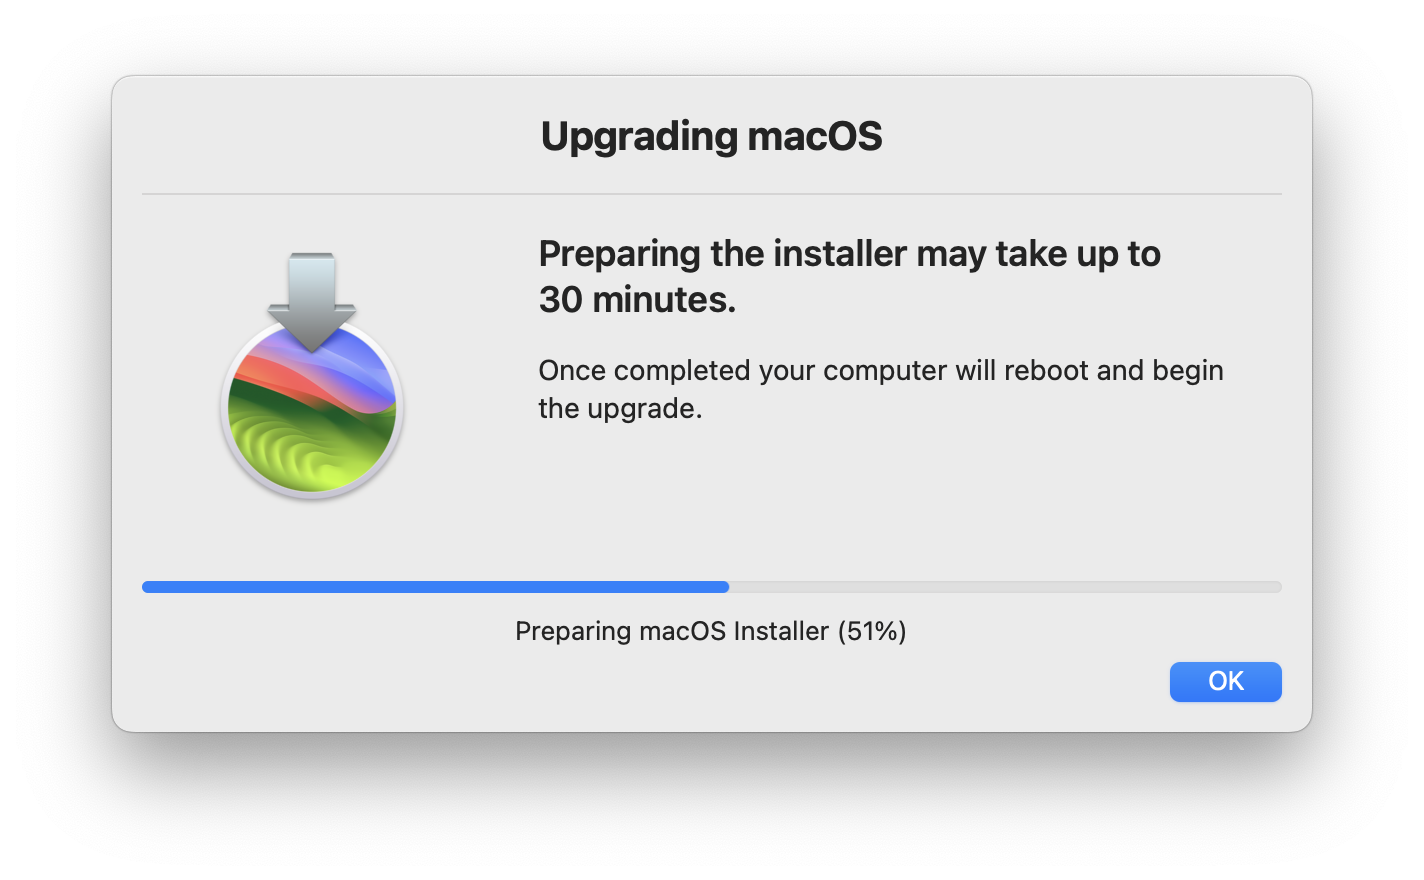 Upgrading macOS
Preparing the installer may take up to
30 minutes.
Once completed your computer will reboot and begin
the upgrade.
Preparing macOS Installer (51%)
OK